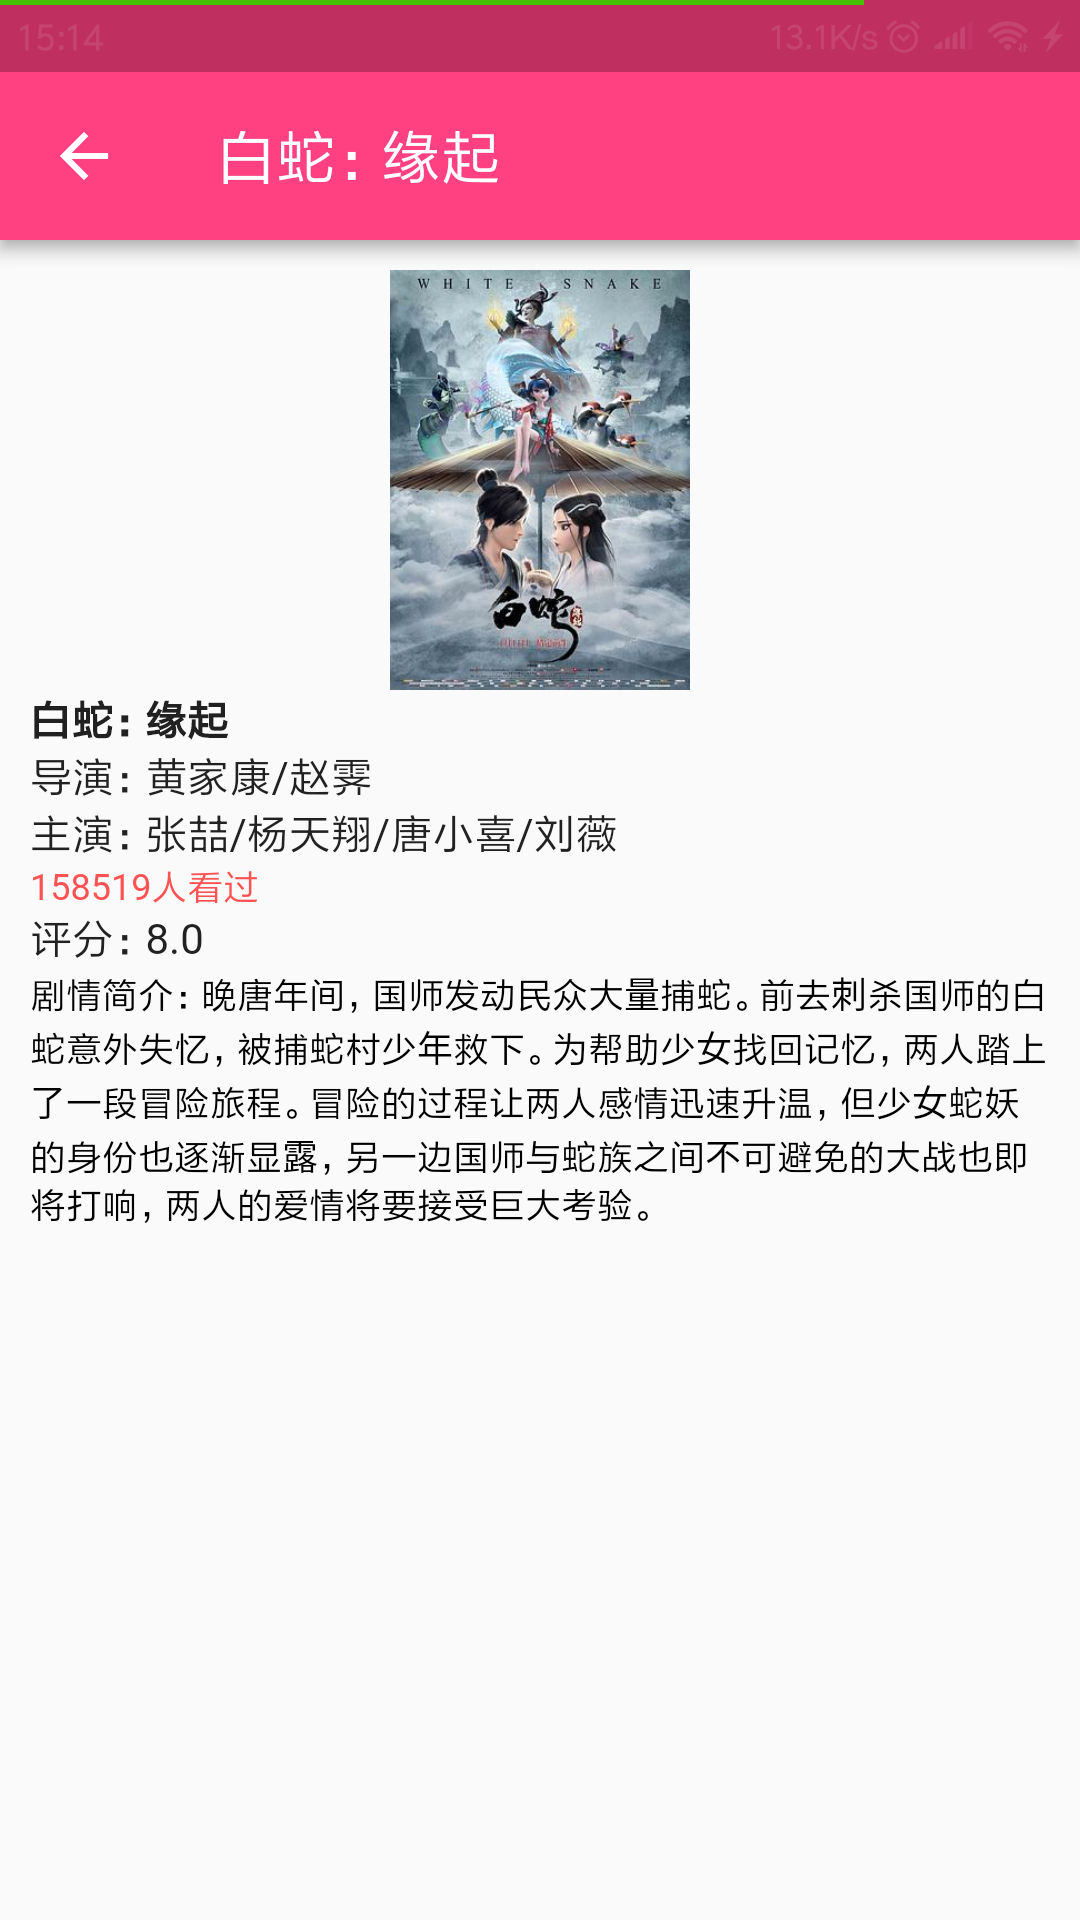 15:14
13.1K/s
白蛇：缘起
WHITE SNAKE
白蛇
白蛇：缘起
导演：黄家康/赵霁
主演：张喆/杨天翔/唐小喜/刘薇
158519人看过
评分：8.0
剧情简介：晚唐年间，国师发动民众大量捕蛇。前去刺杀国师的白
蛇意外失忆，被捕蛇村少年救下。为帮助少女找回记忆，两人踏上
了一段冒险旅程。冒险的过程让两人感情迅速升温，但少女蛇妖
的身份也逐渐显露，另一边国师与蛇族之间不可避免的大战也即
将打响，两人的爱情将要接受巨大考验。